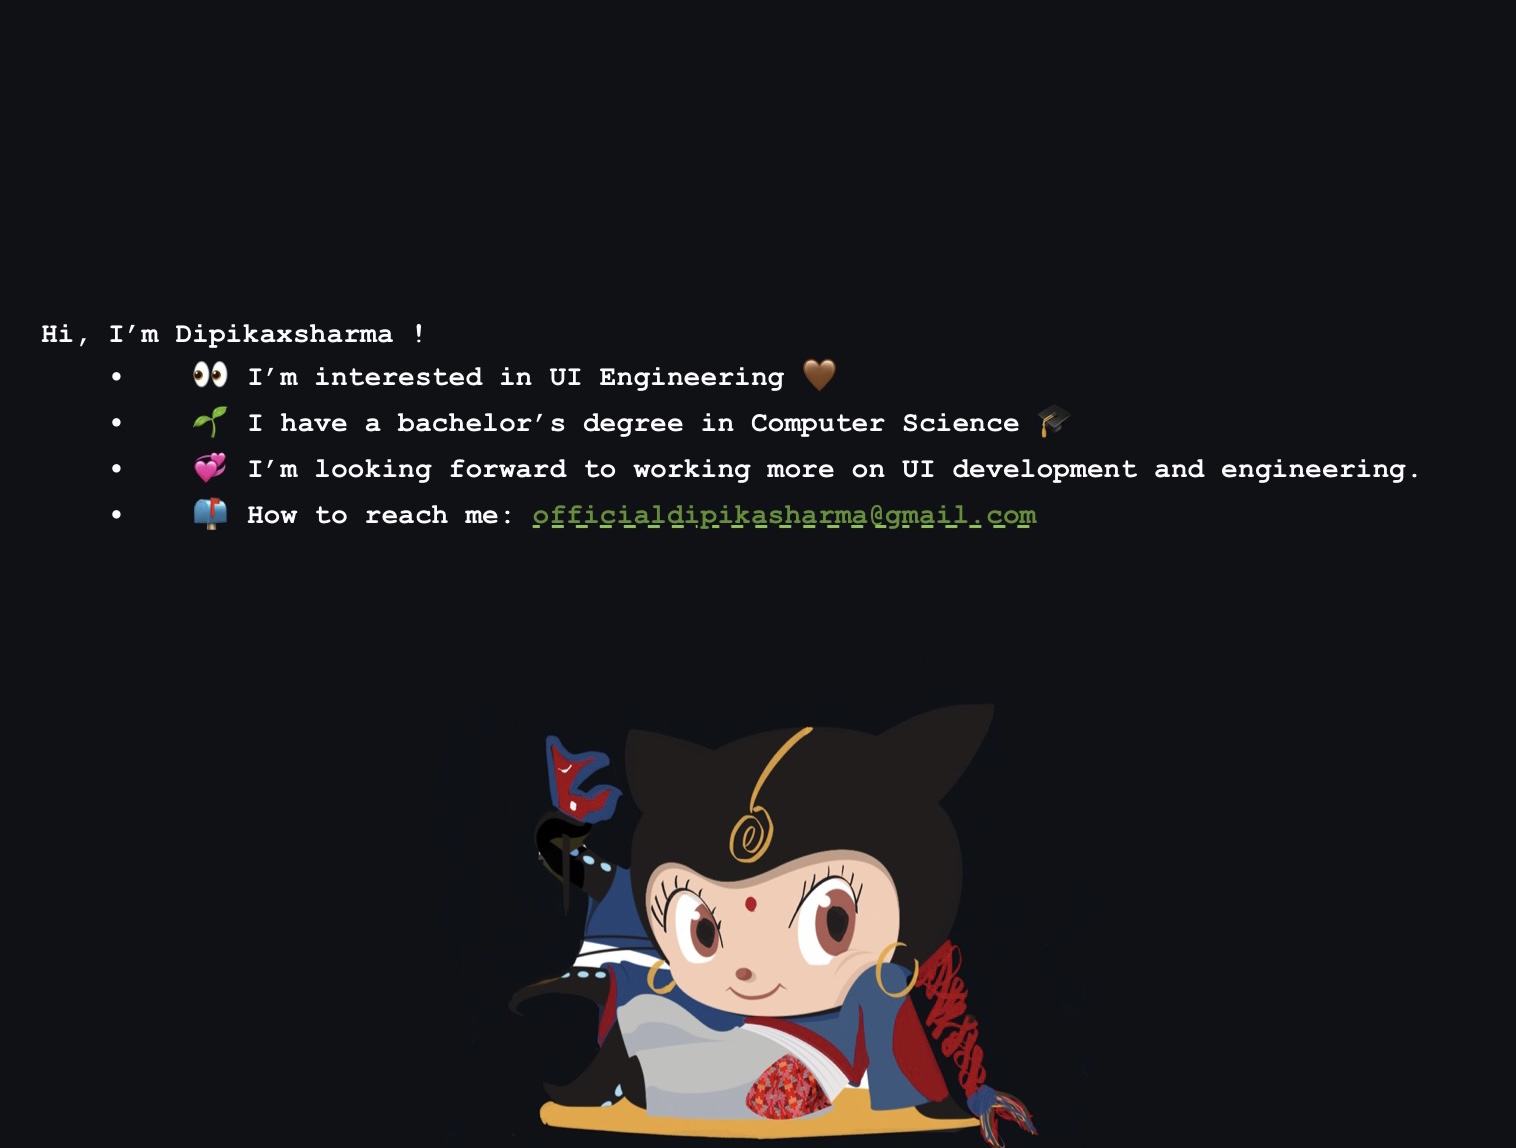 Hi, I’m Dipikaxsharma !
• 👀 I’m interested in UI Engineering 🤎
• 🌱 I have a bachelor’s degree in Computer Science 🎓
• 💞 I’m looking forward to working more on UI development and engineering.
• 📫 How to reach me: officialdipikasharma@gmail.com